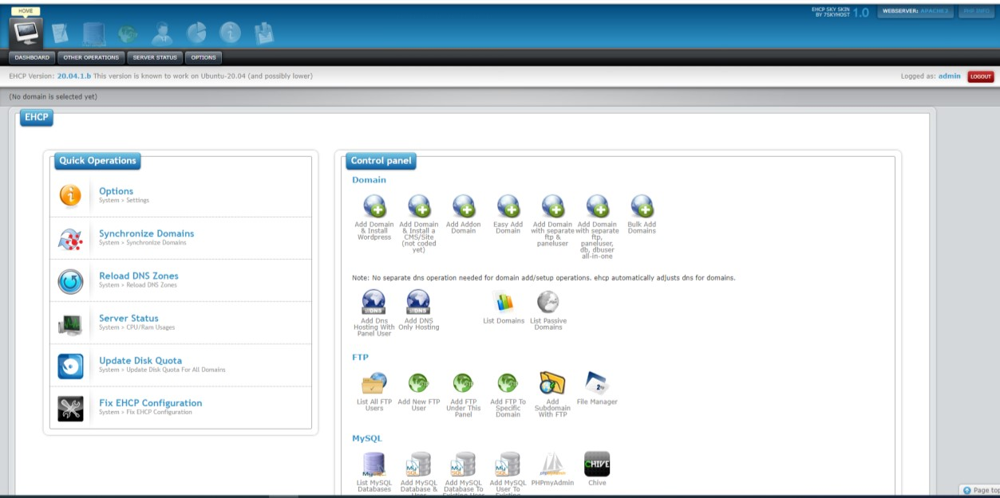 HOME
EHCP SKY SKIN
BY 7SKYHOST 1.0
WEBSERVER: APACHE2
PHP INFO
DASHBOARD
OTHER OPERATIONS
SERVER STATUS
OPTIONS
EHCP Version: 20.04.1.b This version is known to work on Ubuntu-20.04 (and possibly lower)
Logged as: admin
LOGOUT
(No domain is selected yet)
EHCP
Quick Operations
Options
System > Settings
Synchronize Domains
System > Synchronize Domains
Reload DNS Zones
System > Reload DNS Zones
Server Status
System > CPU/Ram Usages
Update Disk Quota
System > Update Disk Quota For All Domains
Fix EHCP Configuration
System > Fix EHCP Configuration
Control panel
Domain
Add Domain
& Install
Wordpress
Add Domain
& Install a
CMS/Site
(not coded
yet)
Add Addon
Domain
Easy Add
Domain
Add Domain
with separate
ftp &
paneluser
Add Domain
with separate
ftp,
paneluser,
db, dbuser
all-in-one
Bulk Add
Domains
Note: No separate dns operation needed for domain add/setup operations. ehcp automatically adjusts dns for domains.
DNS
Add Dns
Hosting With
Panel User
DNS
Add DNS
Only Hosting
List Domains
List Passive
Domains
FTP
List All FTP
Users
Add New FTP
User
Add FTP
Under This
Panel
Add FTP To
Specific
Domain
Add
Subdomain
With FTP
File Manager
MySQL
List MySQL
Databases
Add MySQL
Database &
User
Add MySQL
Database To
Existing User
Add MySQL
User To
Existing
PHPmyAdmin
CHIVE
Chive
Page top